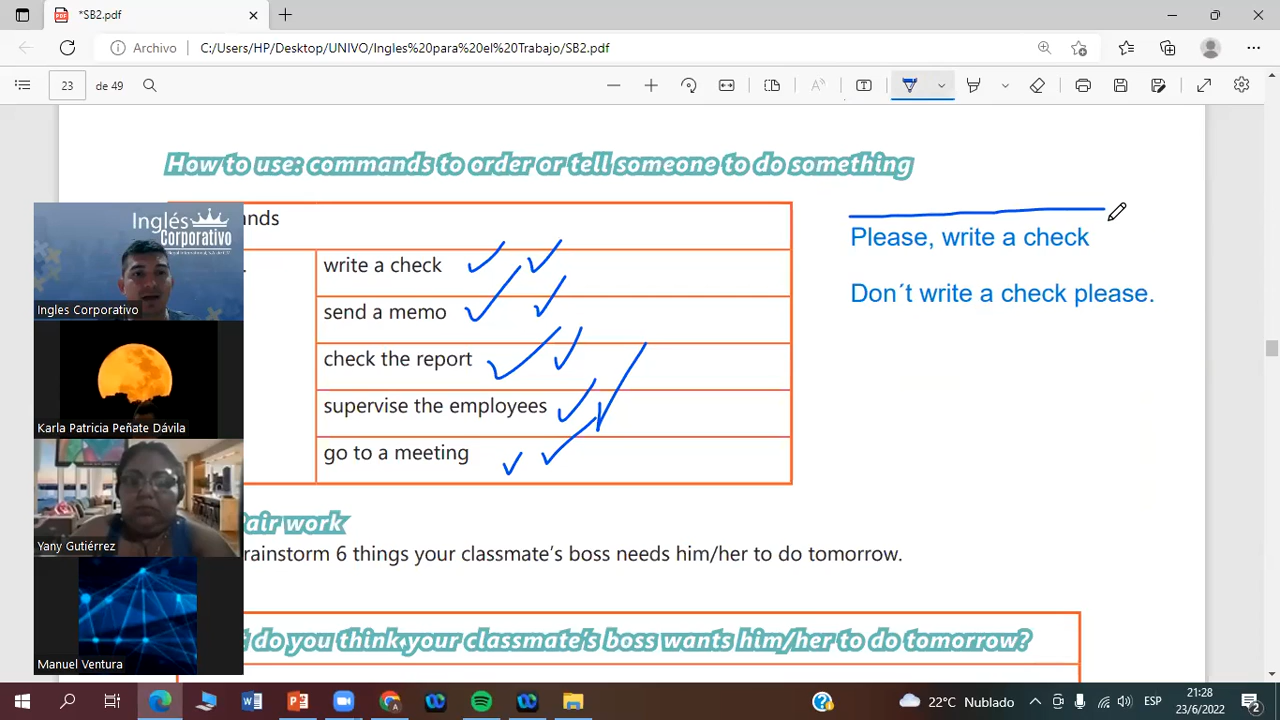 *SB2.pdf
Archivo
C:/Users/HP/Desktop/UNIVO/Ingles%20para%20el%20Trabajo/SB2.pdf
23 de 49
How to use: commands to order or tell someone to do something
Inglés
Corporativo
Ingles Corporativo
write a check
send a memo
check the report
supervise the employees
go to a meeting
Please, write a check
Don´t write a check please.
Karla Patricia Peñate Dávila
Yany Gutiérrez
Manuel Ventura
work
6 things your classmate's boss needs him/her to do tomorrow.
do you think your classmate's boss wants him/her to do tomorrow?
22°C Nublado
ESP
21:28
23/6/2022
2